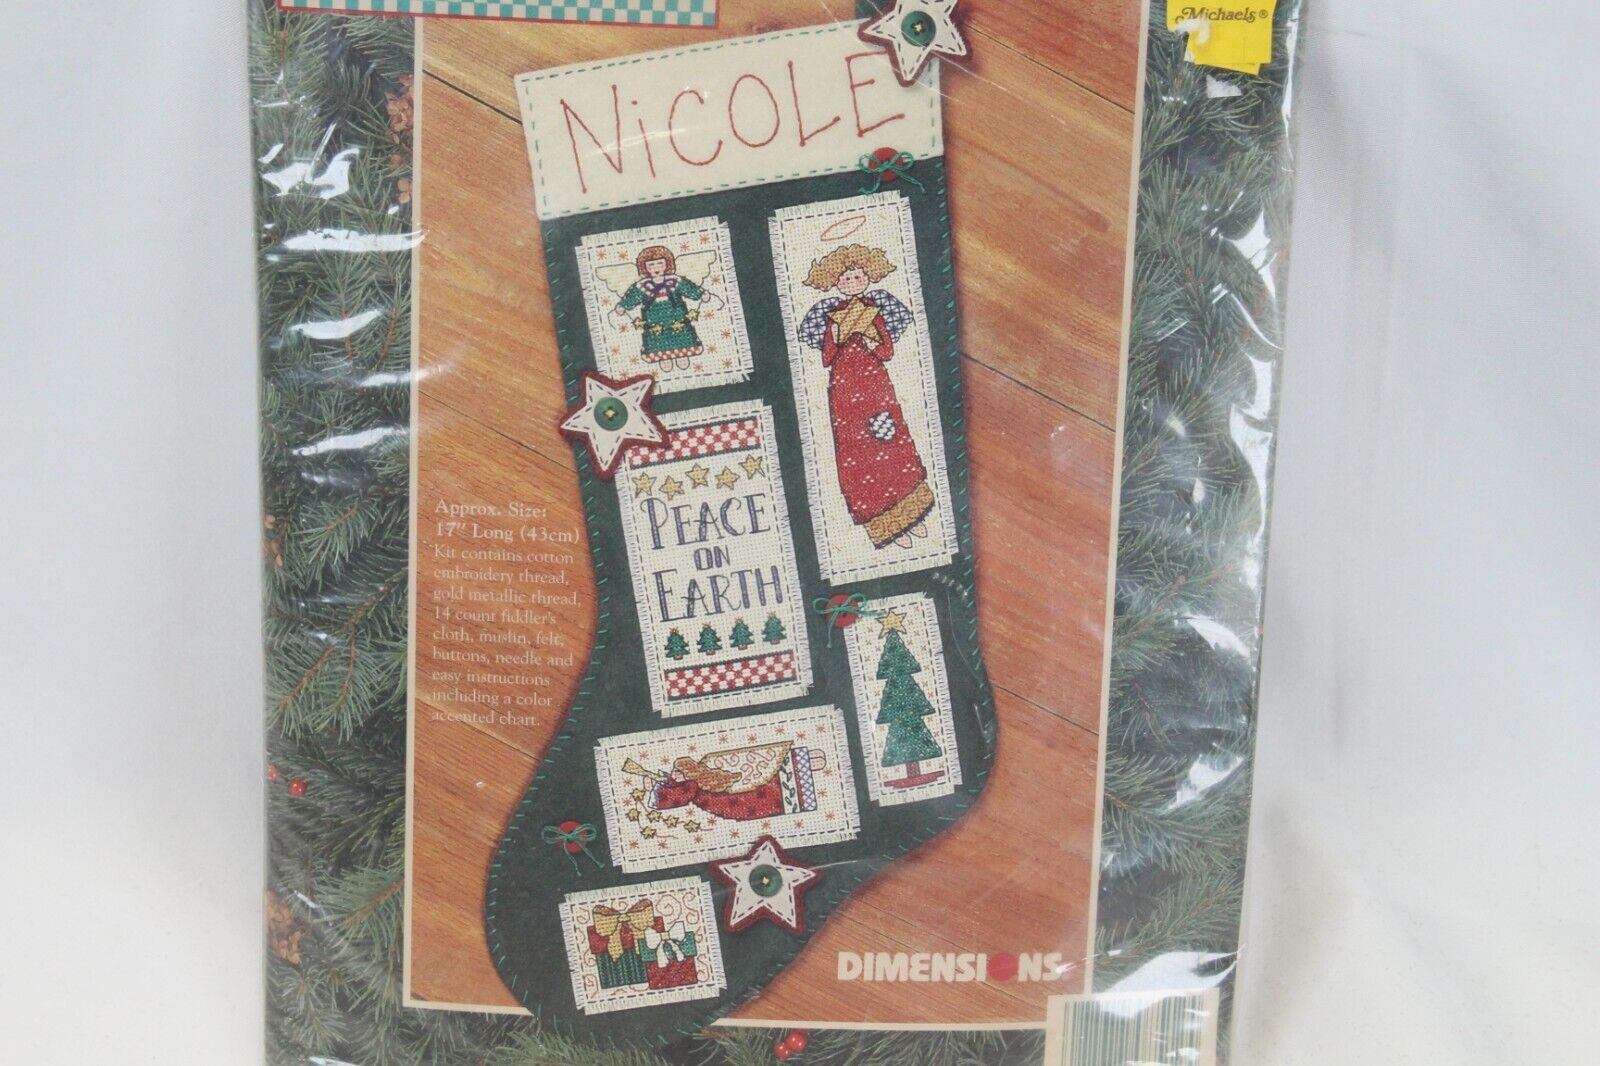 Michaels®
NiCOLE
PEACE
ON
EARTH
Approx. Size:
17" Long (43cm)
Kit contains cotton
embroidery thread,
gold metallic thread,
14 count fiddler's
cloth, muslin, felt,
buttons, needle and
easy instructions
including a color
accented chart.
DIMENSIONS